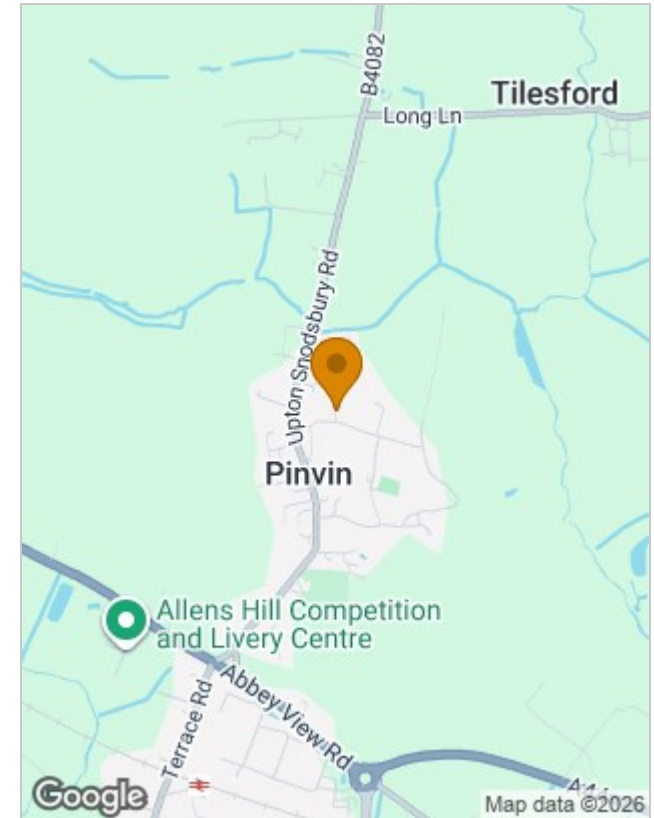 B4082
Tilesford
Long Ln
Upton Snodsbury Rd
Pinvin
Allens Hill Competition
and Livery Centre
Abbey View Rd
Terrace Rd
Google
Map data ©2026